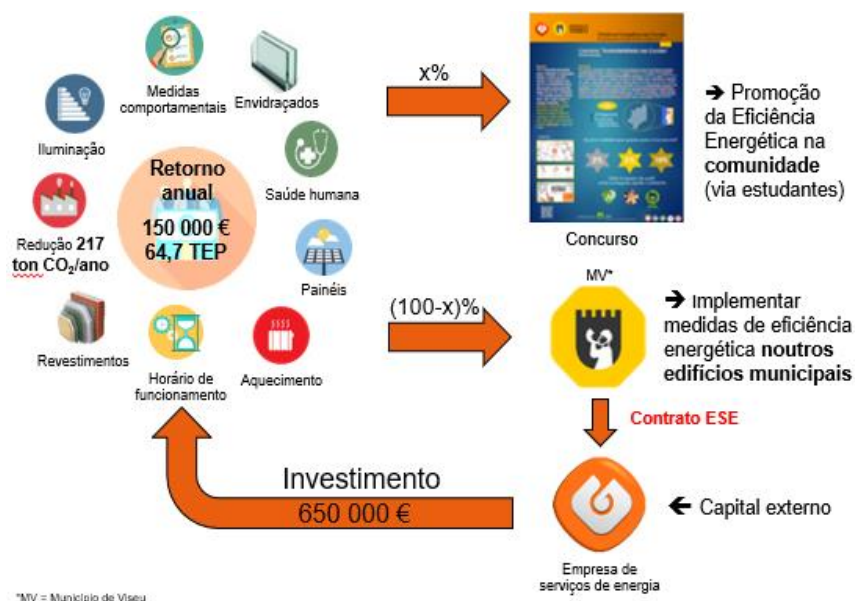 Medidas
comportamentais
Envidraçados
Iluminação
Saúde humana
Retorno
anual
150 000 €
64,7 TEP
Redução 217
ton CO₂/ano
Painéis
Revestimentos
Horário de
funcionamento
Aquecimento
x%
Concurso
➔ Promoção
da Eficiência
Energética na
comunidade
(via estudantes)
(100-x)%
MV*
➔ Implementar
medidas de eficiência
energética noutros
edifícios municipais
Contrato ESE
Investimento
650 000 €
🡰 Capital externo
Empresa de
serviços de energia
*MV = Município de Viseu